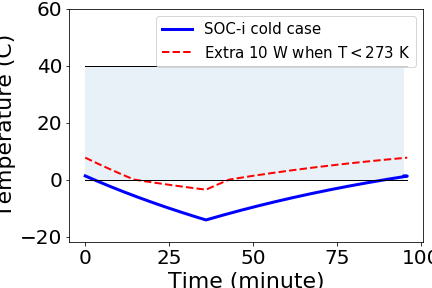 60
40
20
0
−20
Temperature (C)
SOC-i cold case
Extra 10 W when T < 273 K
0
25
50
75
100
Time (minute)